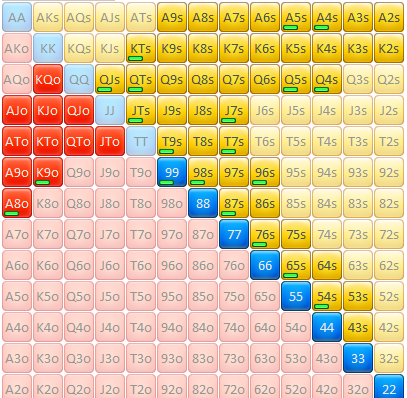 AA AKs AQs AJs ATs A9s A8s A7s A6s A5s A4s A3s A2s
AKo KK KQs KJs KTs K9s K8s K7s K6s K5s K4s K3s K2s
AQo KQo QQ QJs QTs Q9s Q8s Q7s Q6s Q5s Q4s Q3s Q2s
AJo KJo QJo JJ JTs J9s J8s J7s J6s J5s J4s J3s J2s
ATo KTo QTo JTo TT T9s T8s T7s T6s T5s T4s T3s T2s
A9o K9o Q9o J9o T9o 99 98s 97s 96s 95s 94s 93s 92s
A8o K8o Q8o J8o T8o 98o 88 87s 86s 85s 84s 83s 82s
A7o K7o Q7o J7o T7o 97o 87o 77 76s 75s 74s 73s 72s
A6o K6o Q6o J6o T6o 96o 86o 76o 66 65s 64s 63s 62s
A5o K5o Q5o J5o T5o 95o 85o 75o 65o 55 54s 53s 52s
A4o K4o Q4o J4o T4o 94o 84o 74o 64o 54o 44 43s 42s
A3o K3o Q3o J3o T3o 93o 83o 73o 63o 53o 43o 33 32s
A2o K2o Q2o J2o T2o 92o 82o 72o 62o 52o 42o 32o 22